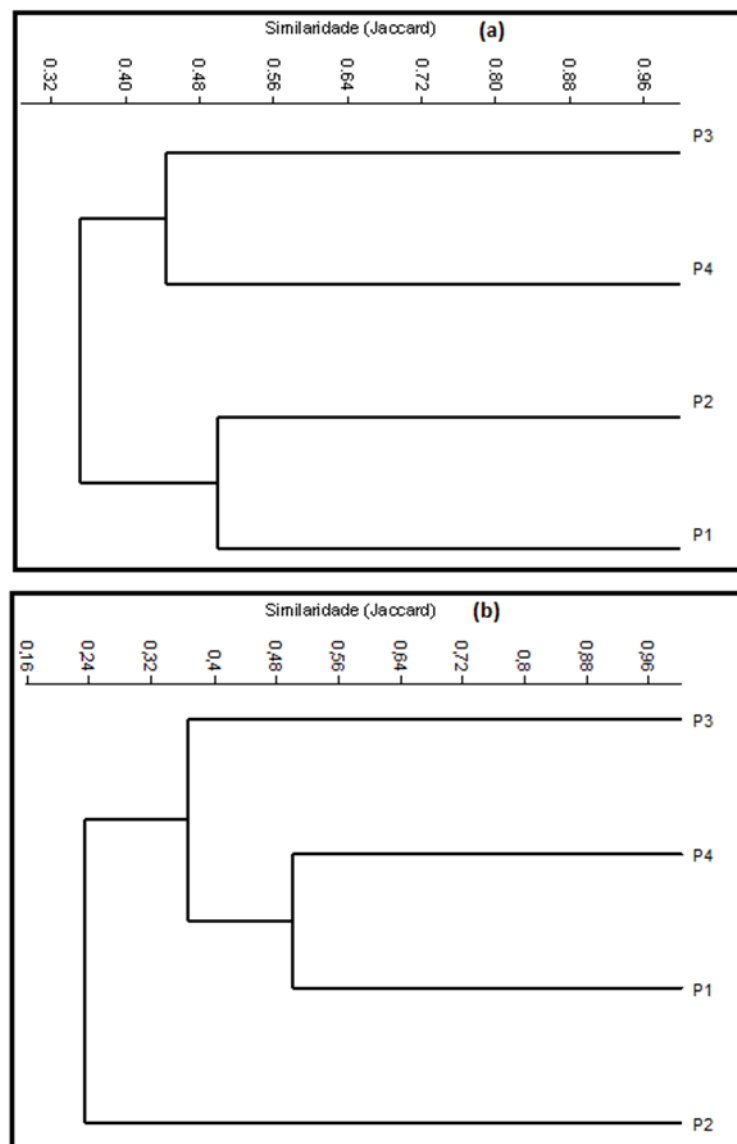 Similaridade (Jaccard) (a)
0.32 0.40 0.48 0.56 0.64 0.72 0.80 0.88 0.96
P3
P4
P2
P1
Similaridade (Jaccard) (b)
0,16 0,24 0,32 0,4 0,48 0,56 0,64 0,72 0,8 0,88 0,96
P3
P4
P1
P2